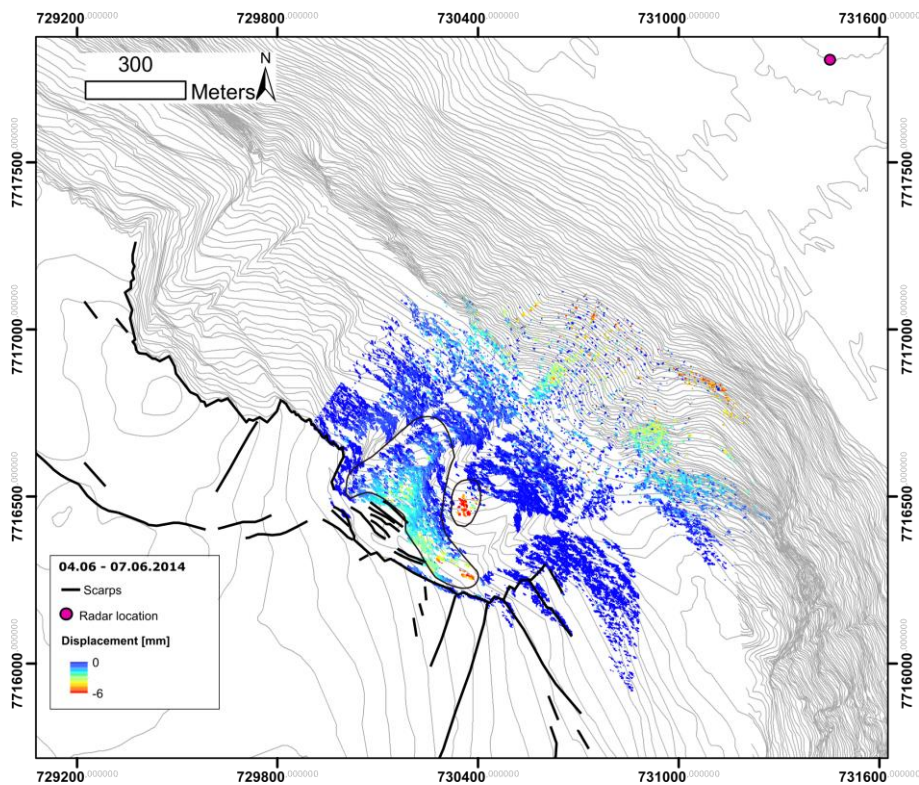 729200.000000 729800.000000 730400.000000 731000.000000 731600.000000
300
Meters
N
7717500.000000 7717500.000000
7717000.000000 7717000.000000
7716500.000000 7716500.000000
7716000.000000 7716000.000000
04.06 - 07.06.2014
Scarps
Radar location
Displacement [mm]
0
-6
729200.000000 729800.000000 730400.000000 731000.000000 731600.000000